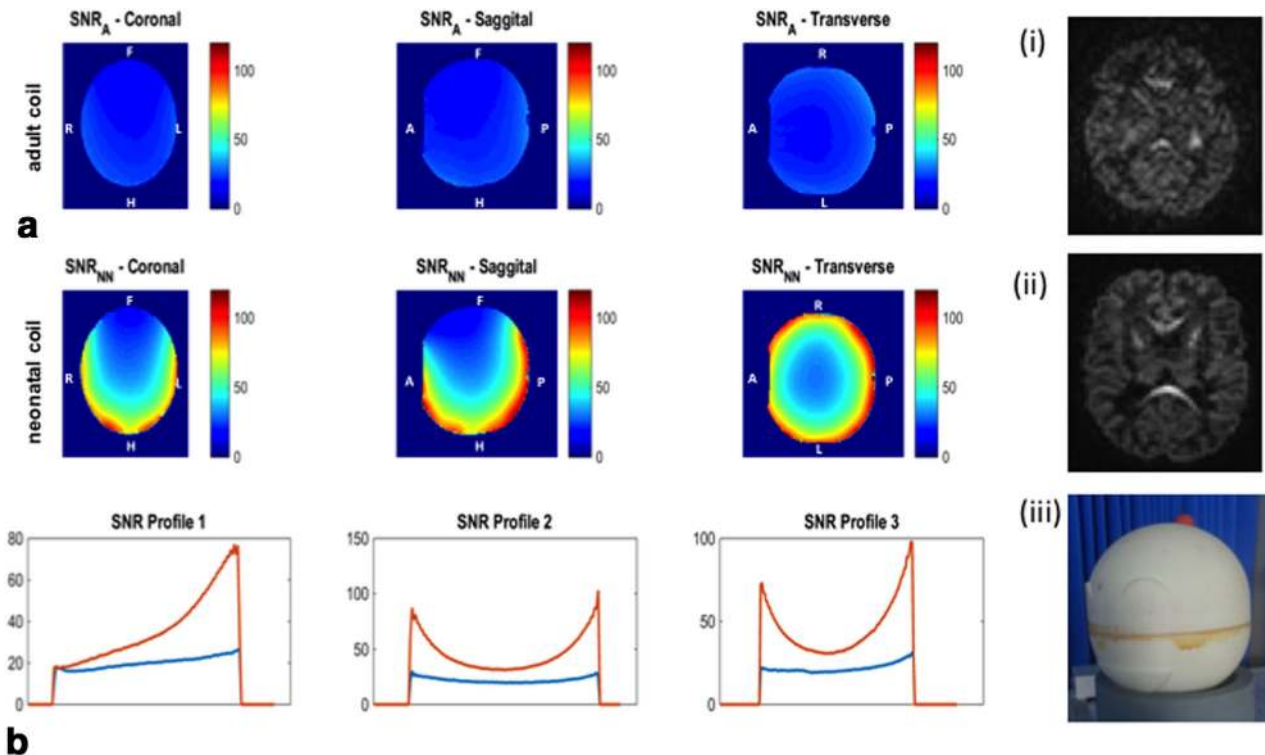 SNR_A - Coronal
SNR_A - Saggital
SNR_A - Transverse
(i)
adult coil
F
R
L
H
100
50
0
F
A
P
H
100
50
0
R
A
P
L
100
50
0
a
SNR_NN - Coronal
SNR_NN - Saggital
SNR_NN - Transverse
(ii)
neonatal coil
F
R
L
H
100
50
0
F
A
P
H
100
50
0
R
A
P
L
100
50
0
SNR Profile 1
SNR Profile 2
SNR Profile 3
(iii)
80
60
40
20
0
150
100
50
0
100
50
0
b